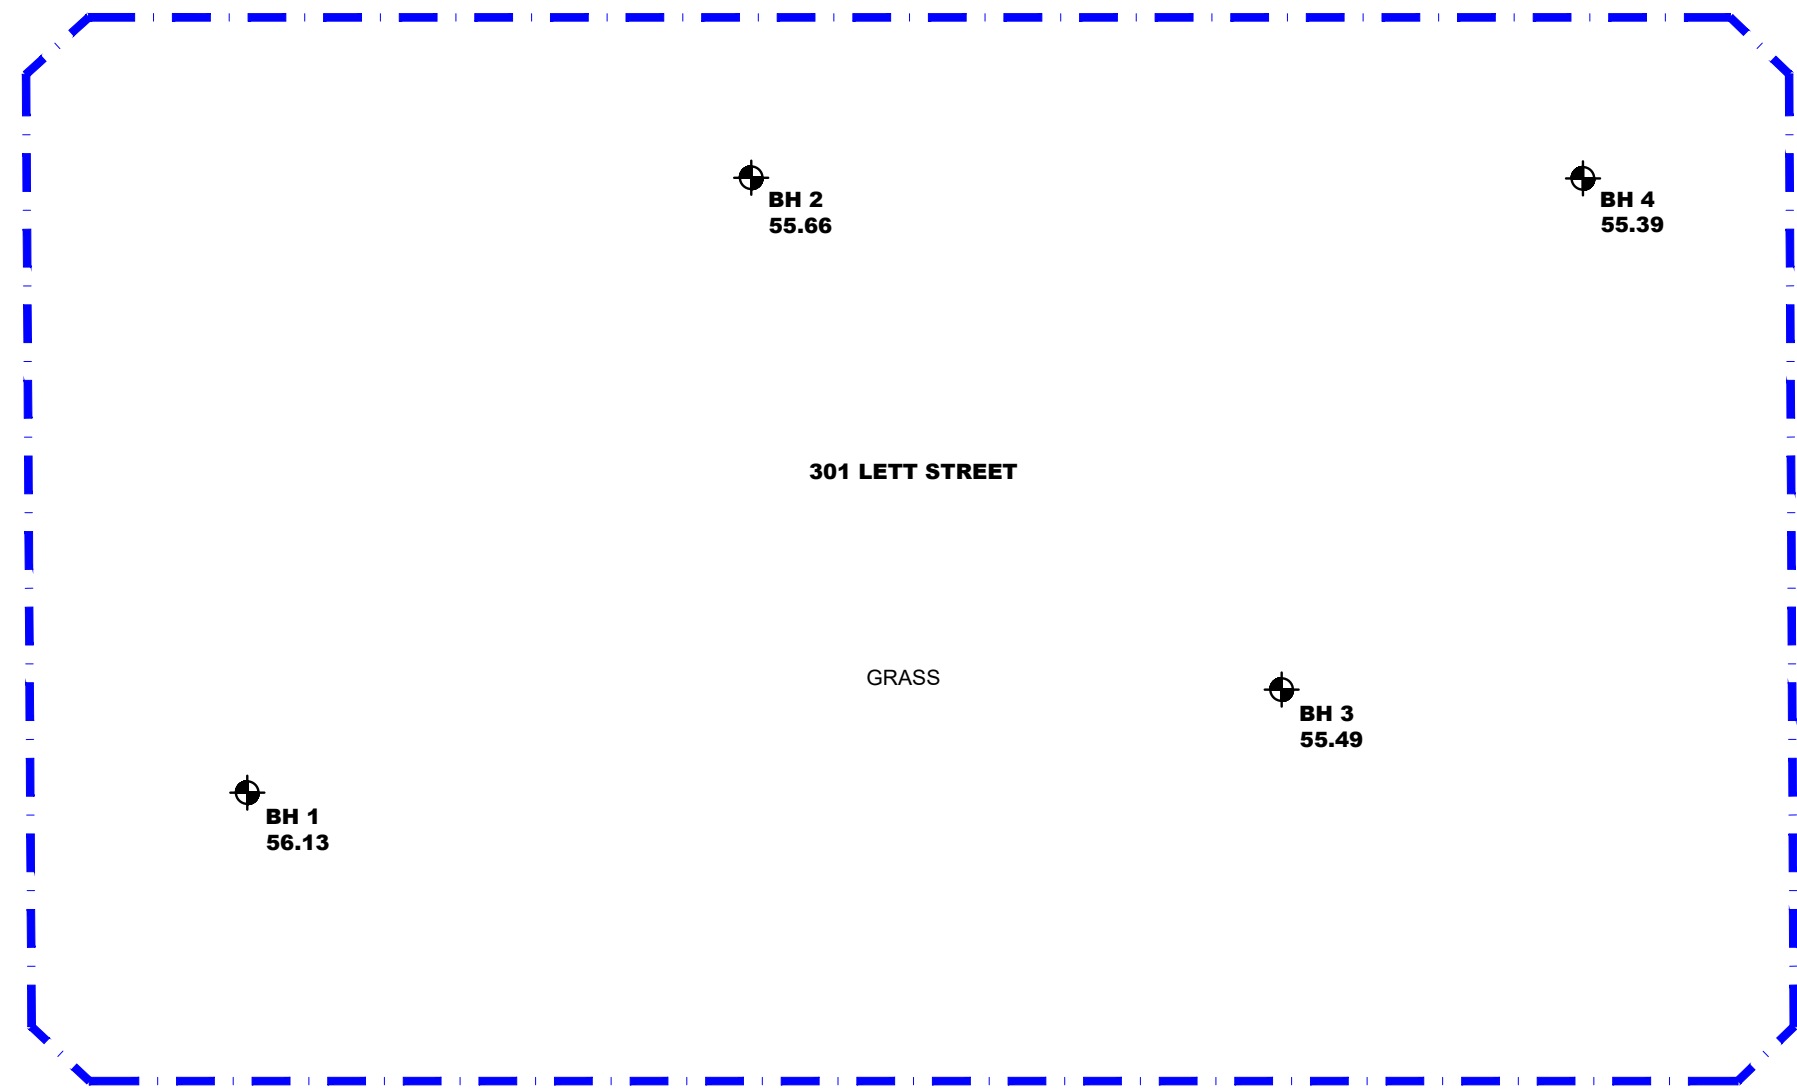 BH 2
55.66
BH 4
55.39
301 LETT STREET
GRASS
BH 3
55.49
BH 1
56.13